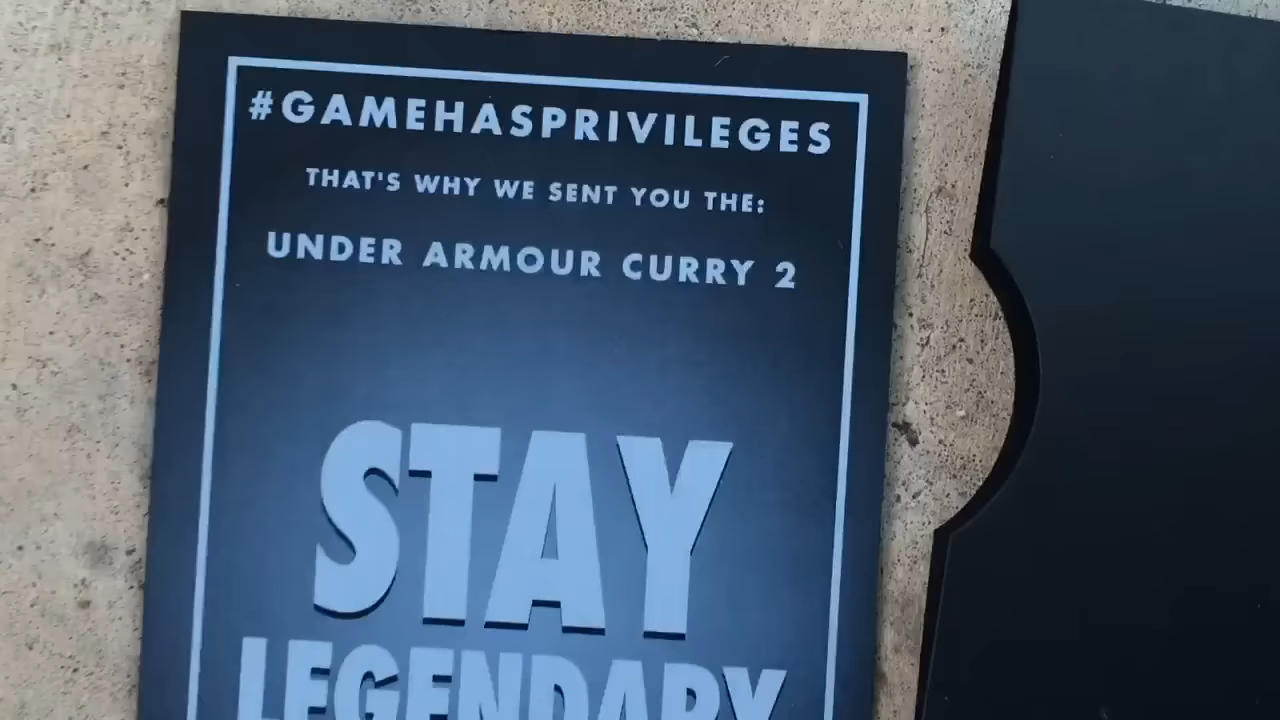 #GAMEHASPRIVILEGES
THAT'S WHY WE SENT YOU THE:
UNDER ARMOUR CURRY 2
STAY
LEGENDARY